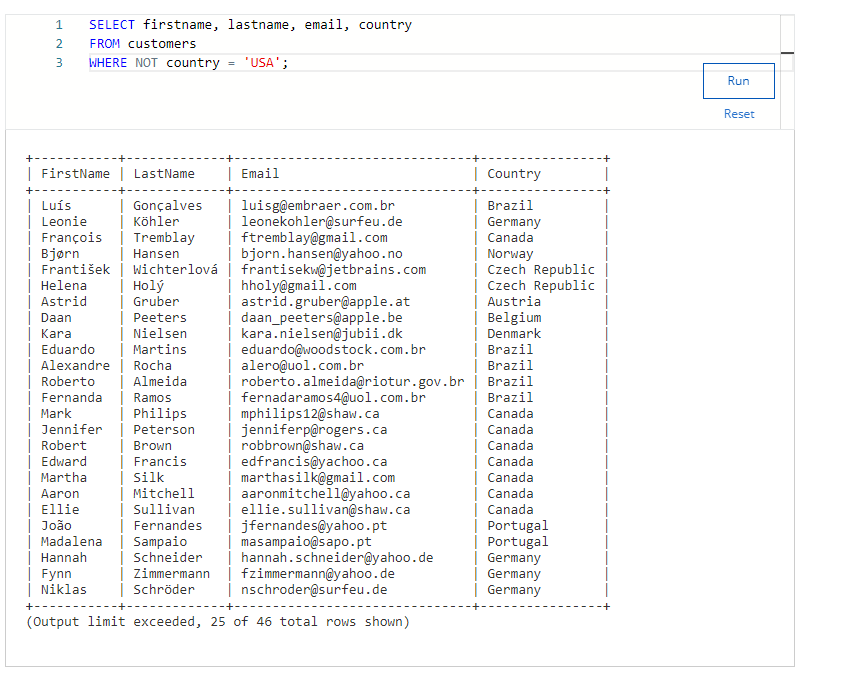 1 SELECT firstname, lastname, email, country
2 FROM customers
3 WHERE NOT country = 'USA';
Run
Reset
+-----------+-------------+-------------------------------+----------------+
| FirstName | LastName    | Email                         | Country        |
+-----------+-------------+-------------------------------+----------------+
| Luís      | Gonçalves   | luisg@embraer.com.br          | Brazil         |
| Leonie    | Köhler      | leonekohler@surfeu.de         | Germany        |
| François  | Tremblay    | ftremblay@gmail.com           | Canada         |
| Bjørn     | Hansen      | bjorn.hansen@yahoo.no         | Norway         |
| František | Wichterlová | frantisekw@jetbrains.com      | Czech Republic |
| Helena    | Holý        | hholy@gmail.com               | Czech Republic |
| Astrid    | Gruber      | astrid.gruber@apple.at        | Austria        |
| Daan      | Peeters     | daan_peeters@apple.be         | Belgium        |
| Kara      | Nielsen     | kara.nielsen@jubii.dk         | Denmark        |
| Eduardo   | Martins     | eduardo@woodstock.com.br      | Brazil         |
| Alexandre | Rocha       | alero@uol.com.br              | Brazil         |
| Roberto   | Almeida     | roberto.almeida@riotur.gov.br | Brazil         |
| Fernanda  | Ramos       | fernadaramos4@uol.com.br      | Brazil         |
| Mark      | Philips     | mphilips12@shaw.ca            | Canada         |
| Jennifer  | Peterson    | jenniferp@rogers.ca           | Canada         |
| Robert    | Brown       | robbrown@shaw.ca              | Canada         |
| Edward    | Francis     | edfrancis@yachoo.ca           | Canada         |
| Martha    | Silk        | marthasilk@gmail.com          | Canada         |
| Aaron     | Mitchell    | aaronmitchell@yahoo.ca        | Canada         |
| Ellie     | Sullivan    | ellie.sullivan@shaw.ca        | Canada         |
| João      | Fernandes   | jfernandes@yahoo.pt           | Portugal       |
| Madalena  | Sampaio     | masampaio@sapo.pt             | Portugal       |
| Hannah    | Schneider   | hannah.schneider@yahoo.de     | Germany        |
| Fynn      | Zimmermann  | fzimmermann@yahoo.de          | Germany        |
| Niklas    | Schröder    | nschroder@surfeu.de           | Germany        |
+-----------+-------------+-------------------------------+----------------+
(Output limit exceeded, 25 of 46 total rows shown)